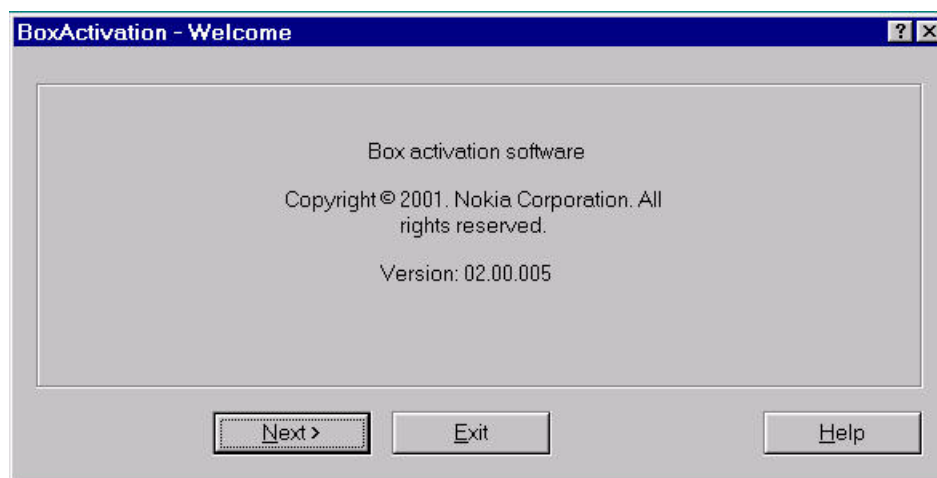 BoxActivation - Welcome
Box activation software
Copyright © 2001. Nokia Corporation. All
rights reserved.
Version: 02.00.005
Next >
Exit
Help